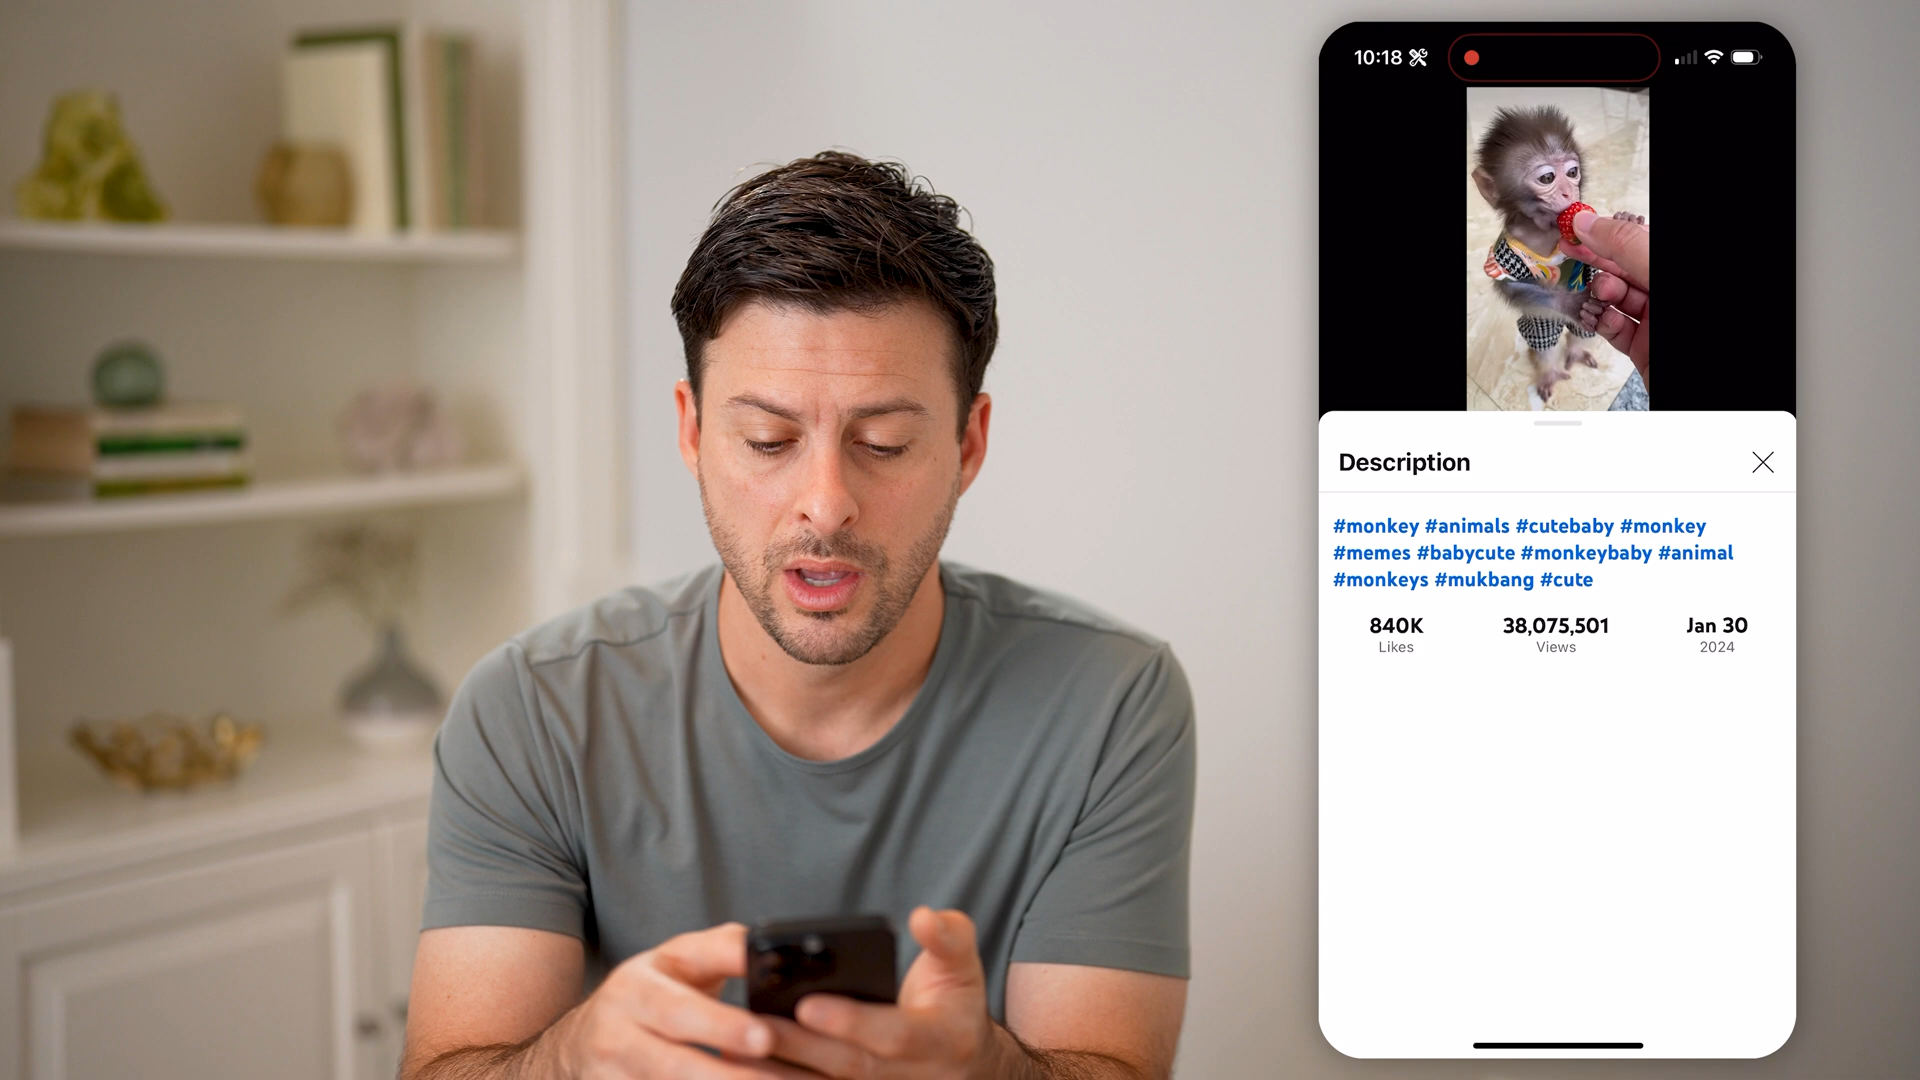 10:18
Description
#monkey #animals #cutebaby #monkey
#memes #babycute #monkeybaby #animal
#monkeys #mukbang #cute
840K 38,075,501 Jan 30
Likes Views 2024